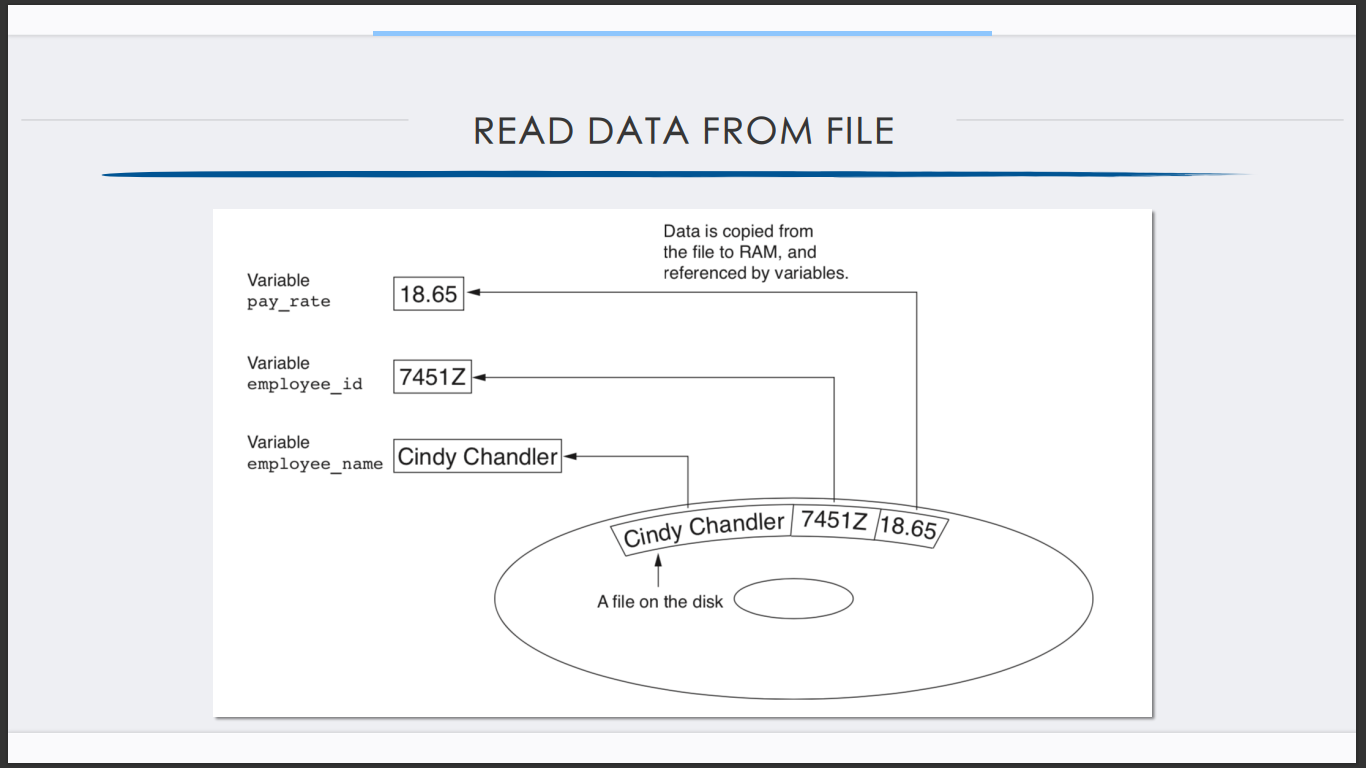 READ DATA FROM FILE
Data is copied from
the file to RAM, and
referenced by variables.
Variable
pay_rate
18.65
Variable
employee_id
7451Z
Variable
employee_name
Cindy Chandler
Cindy Chandler
7451Z
18.65
A file on the disk